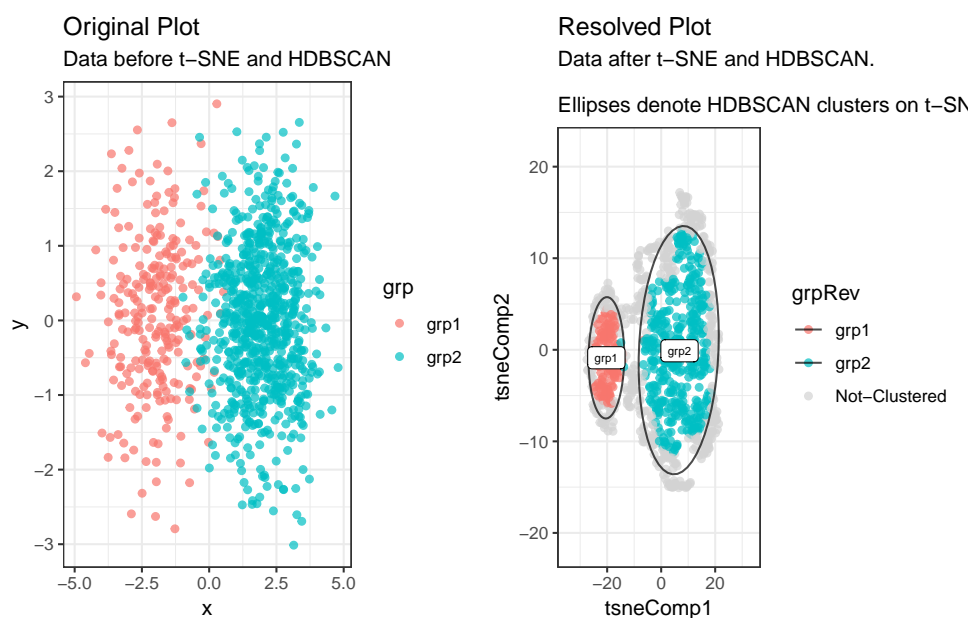 Original Plot
Data before t−SNE and HDBSCAN
3
2
1
0
−1
−2
−3
y
−5.0 −2.5 0.0 2.5 5.0
x
grp
grp1
grp2
Resolved Plot
Data after t−SNE and HDBSCAN.
Ellipses denote HDBSCAN clusters on t−SN
20
10
0
−10
−20
tsneComp2
grp1
grp2
−20 0 20
tsneComp1
grpRev
grp1
grp2
Not−Clustered